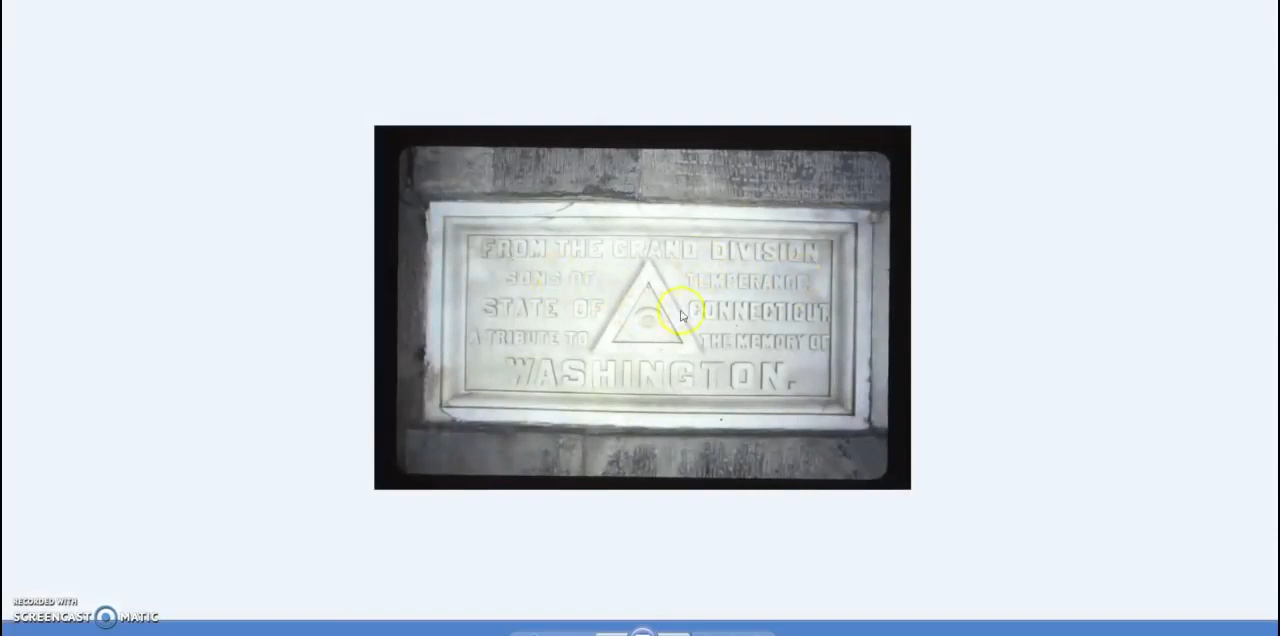 FROM THE GRAND DIVISION
SONS OF TEMPERANCE
STATE OF CONNECTICUT,
A TRIBUTE TO THE MEMORY OF
WASHINGTON.
RECORDED WITH
SCREENCAST MATIC